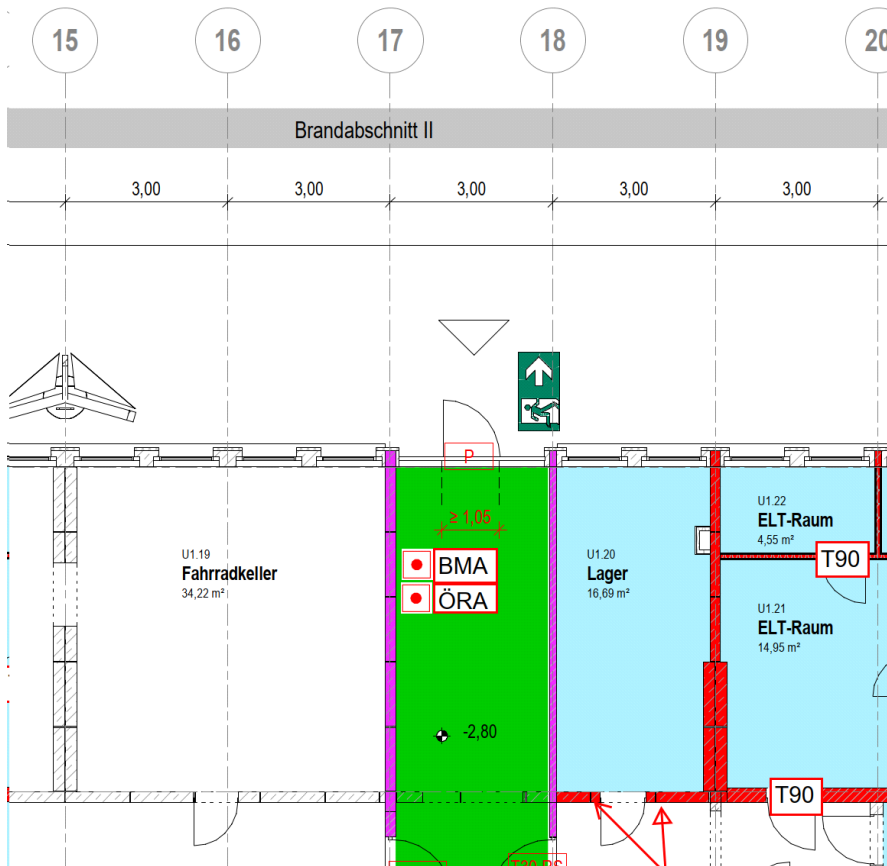 15 16 17 18 19 20
Brandabschnitt II
3,00 3,00 3,00 3,00 3,00
P
≥ 1,05
U1.22
ELT-Raum
4,55 m²
T90
BMA
ÖRA
U1.19
Fahrradkeller
34,22 m²
U1.20
Lager
16,69 m²
U1.21
ELT-Raum
14,95 m²
-2,80
T90
T30-RS